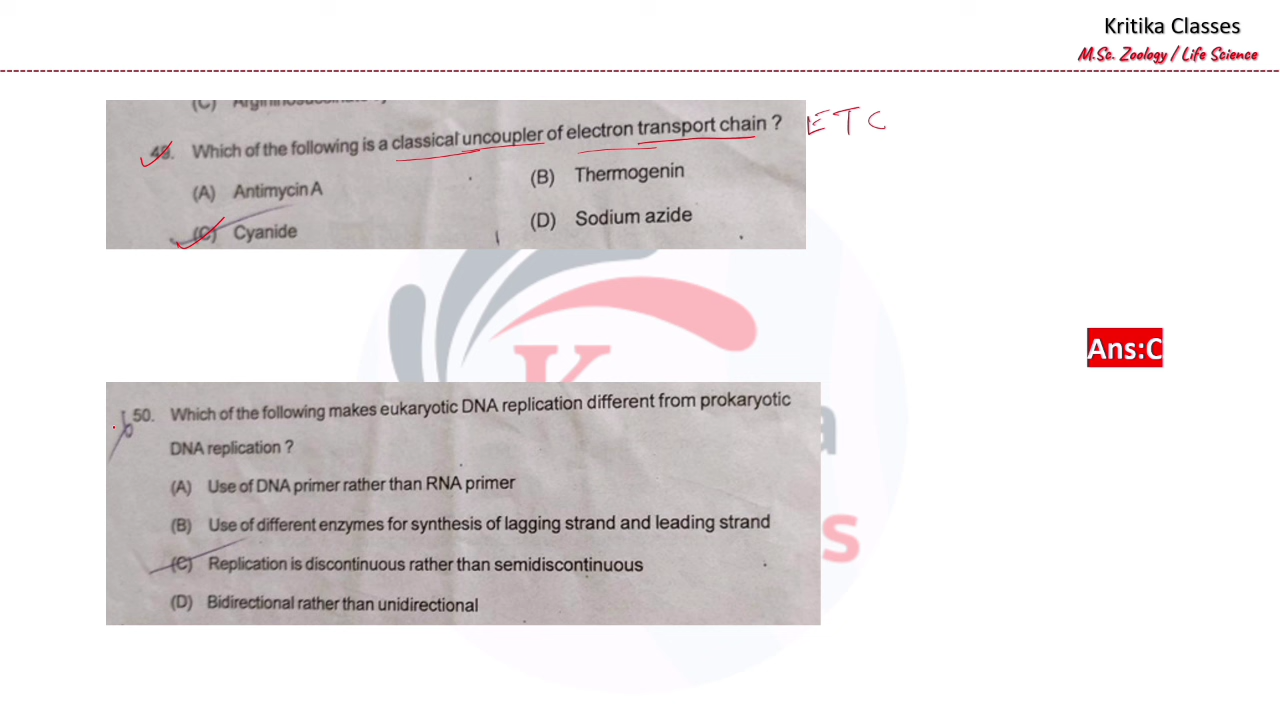 Kritika Classes
M.Sc. Zoology / Life Science
49. Which of the following is a classical uncoupler of electron transport chain ? ETC
(A) Antimycin A (B) Thermogenin
(C) Cyanide (D) Sodium azide
Ans:C
50. Which of the following makes eukaryotic DNA replication different from prokaryotic
DNA replication ?
(A) Use of DNA primer rather than RNA primer
(B) Use of different enzymes for synthesis of lagging strand and leading strand
(C) Replication is discontinuous rather than semidiscontinuous
(D) Bidirectional rather than unidirectional